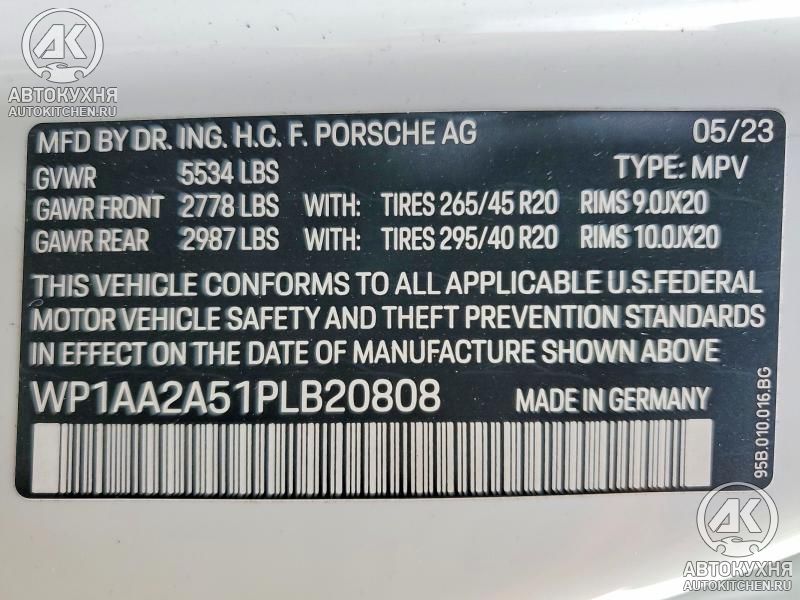 AK
АВТОКУХНЯ
AUTOKITCHEN.RU
MFD BY DR. ING. H.C. F. PORSCHE AG 05/23
GVWR 5534 LBS TYPE: MPV
GAWR FRONT 2778 LBS WITH: TIRES 265/45 R20 RIMS 9.0JX20
GAWR REAR 2987 LBS WITH: TIRES 295/40 R20 RIMS 10.0JX20
THIS VEHICLE CONFORMS TO ALL APPLICABLE U.S.FEDERAL
MOTOR VEHICLE SAFETY AND THEFT PREVENTION STANDARDS
IN EFFECT ON THE DATE OF MANUFACTURE SHOWN ABOVE
WP1AA2A51PLB20808 MADE IN GERMANY
95B.010.016.BG
AK
АВТОКУХНЯ
AUTOKITCHEN.RU